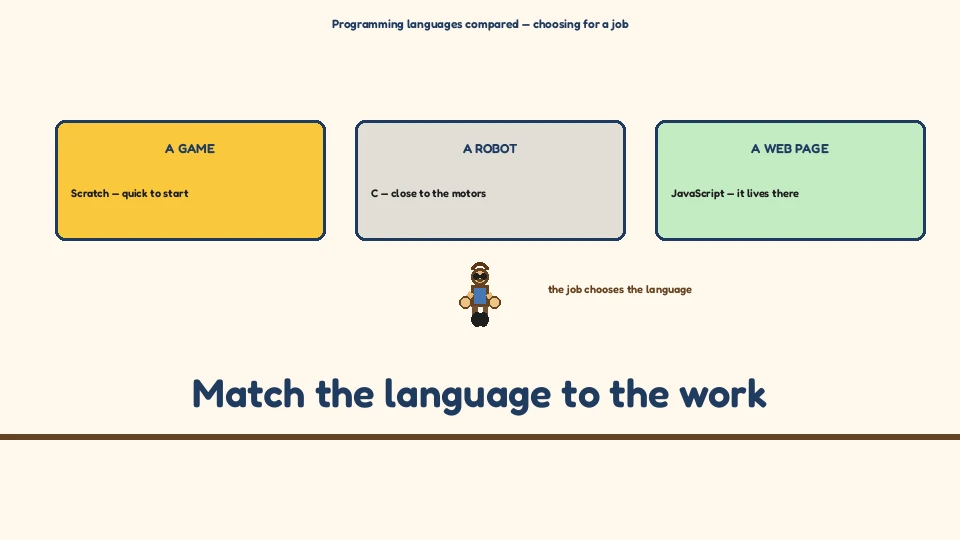 Programming languages compared — choosing for a job
A GAME
Scratch — quick to start
A ROBOT
C — close to the motors
A WEB PAGE
JavaScript — it lives there
the job chooses the language
Match the language to the work